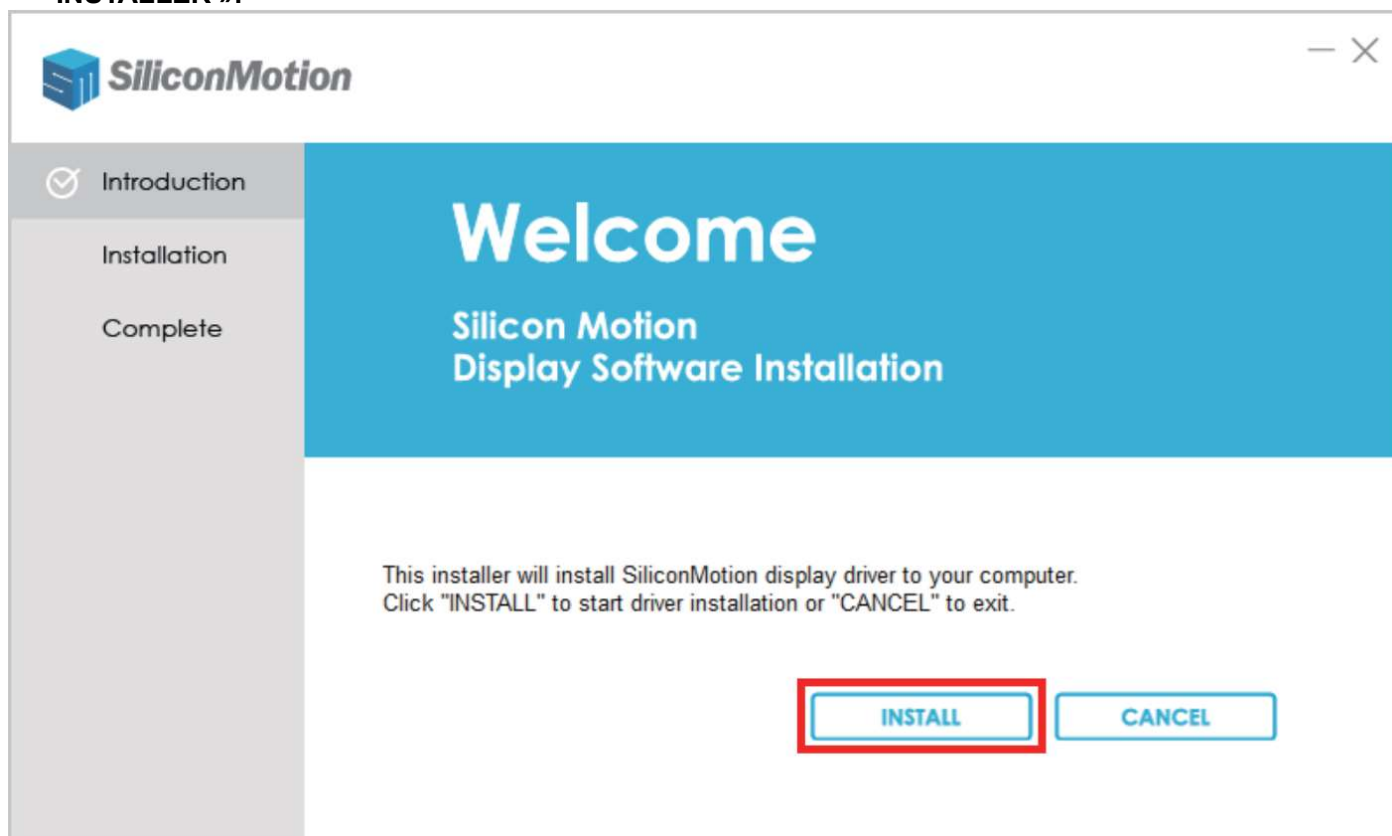 INSTALLER ».
SiliconMotion
Introduction
Installation
Complete
Welcome
Silicon Motion
Display Software Installation
This installer will install SiliconMotion display driver to your computer.
Click "INSTALL" to start driver installation or "CANCEL" to exit.
INSTALL
CANCEL